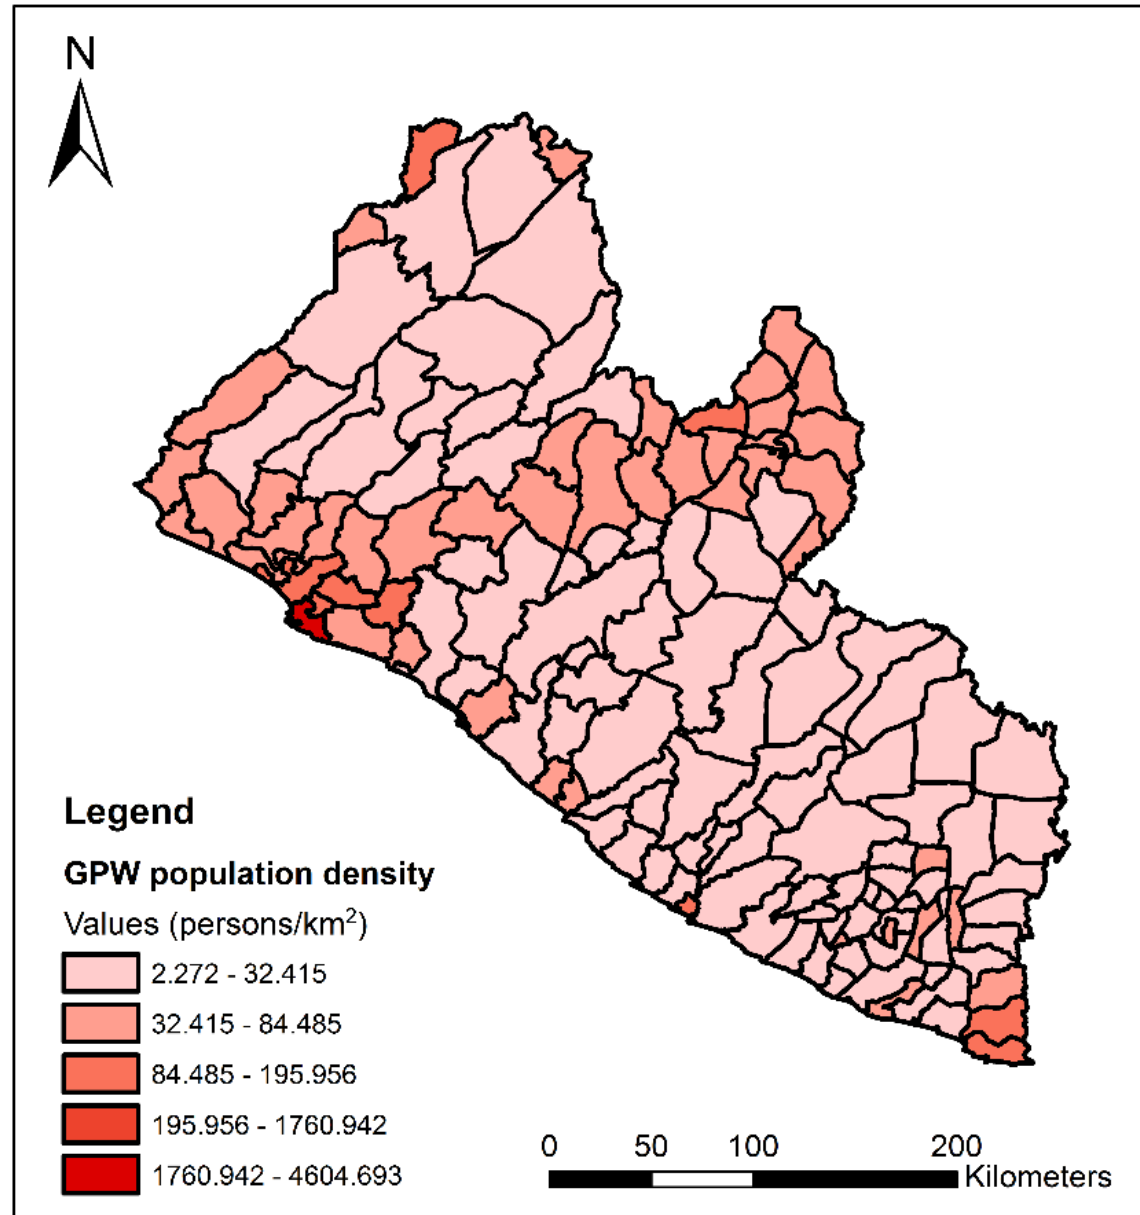 N
Legend
GPW population density
Values (persons/km²)
2.272 - 32.415
32.415 - 84.485
84.485 - 195.956
195.956 - 1760.942
1760.942 - 4604.693
0 50 100 200
Kilometers